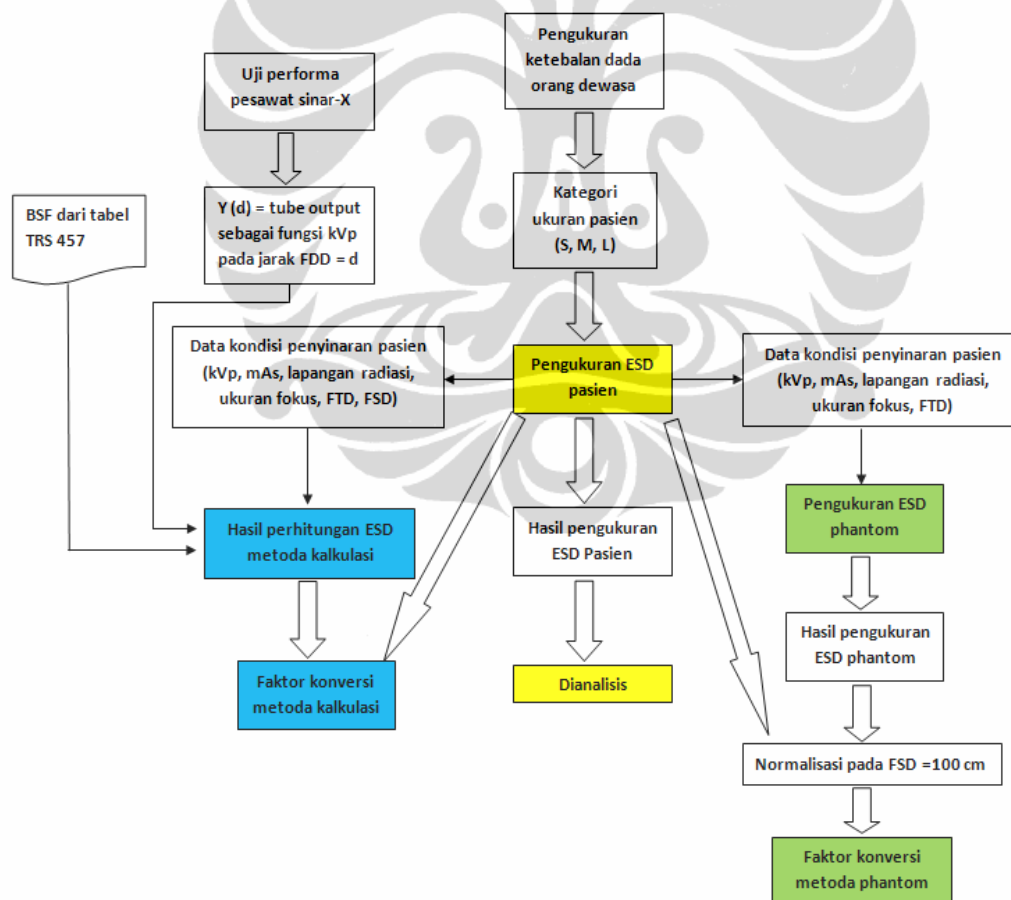 Pengukuran
ketebalan dada
orang dewasa
Uji performa
pesawat sinar-X
BSF dari tabel
TRS 457
Y (d) = tube output
sebagai fungsi kVp
pada jarak FDD = d
Kategori
ukuran pasien
(S, M, L)
Data kondisi penyinaran pasien
(kVp, mAs, lapangan radiasi,
ukuran fokus, FTD, FSD)
Pengukuran ESD
pasien
Data kondisi penyinaran pasien
(kVp, mAs, lapangan radiasi,
ukuran fokus, FTD)
Hasil perhitungan ESD
metoda kalkulasi
Hasil pengukuran
ESD Pasien
Pengukuran ESD
phantom
Hasil pengukuran
ESD phantom
Faktor konversi
metoda kalkulasi
Dianalisis
Normalisasi pada FSD =100 cm
Faktor konversi
metoda phantom